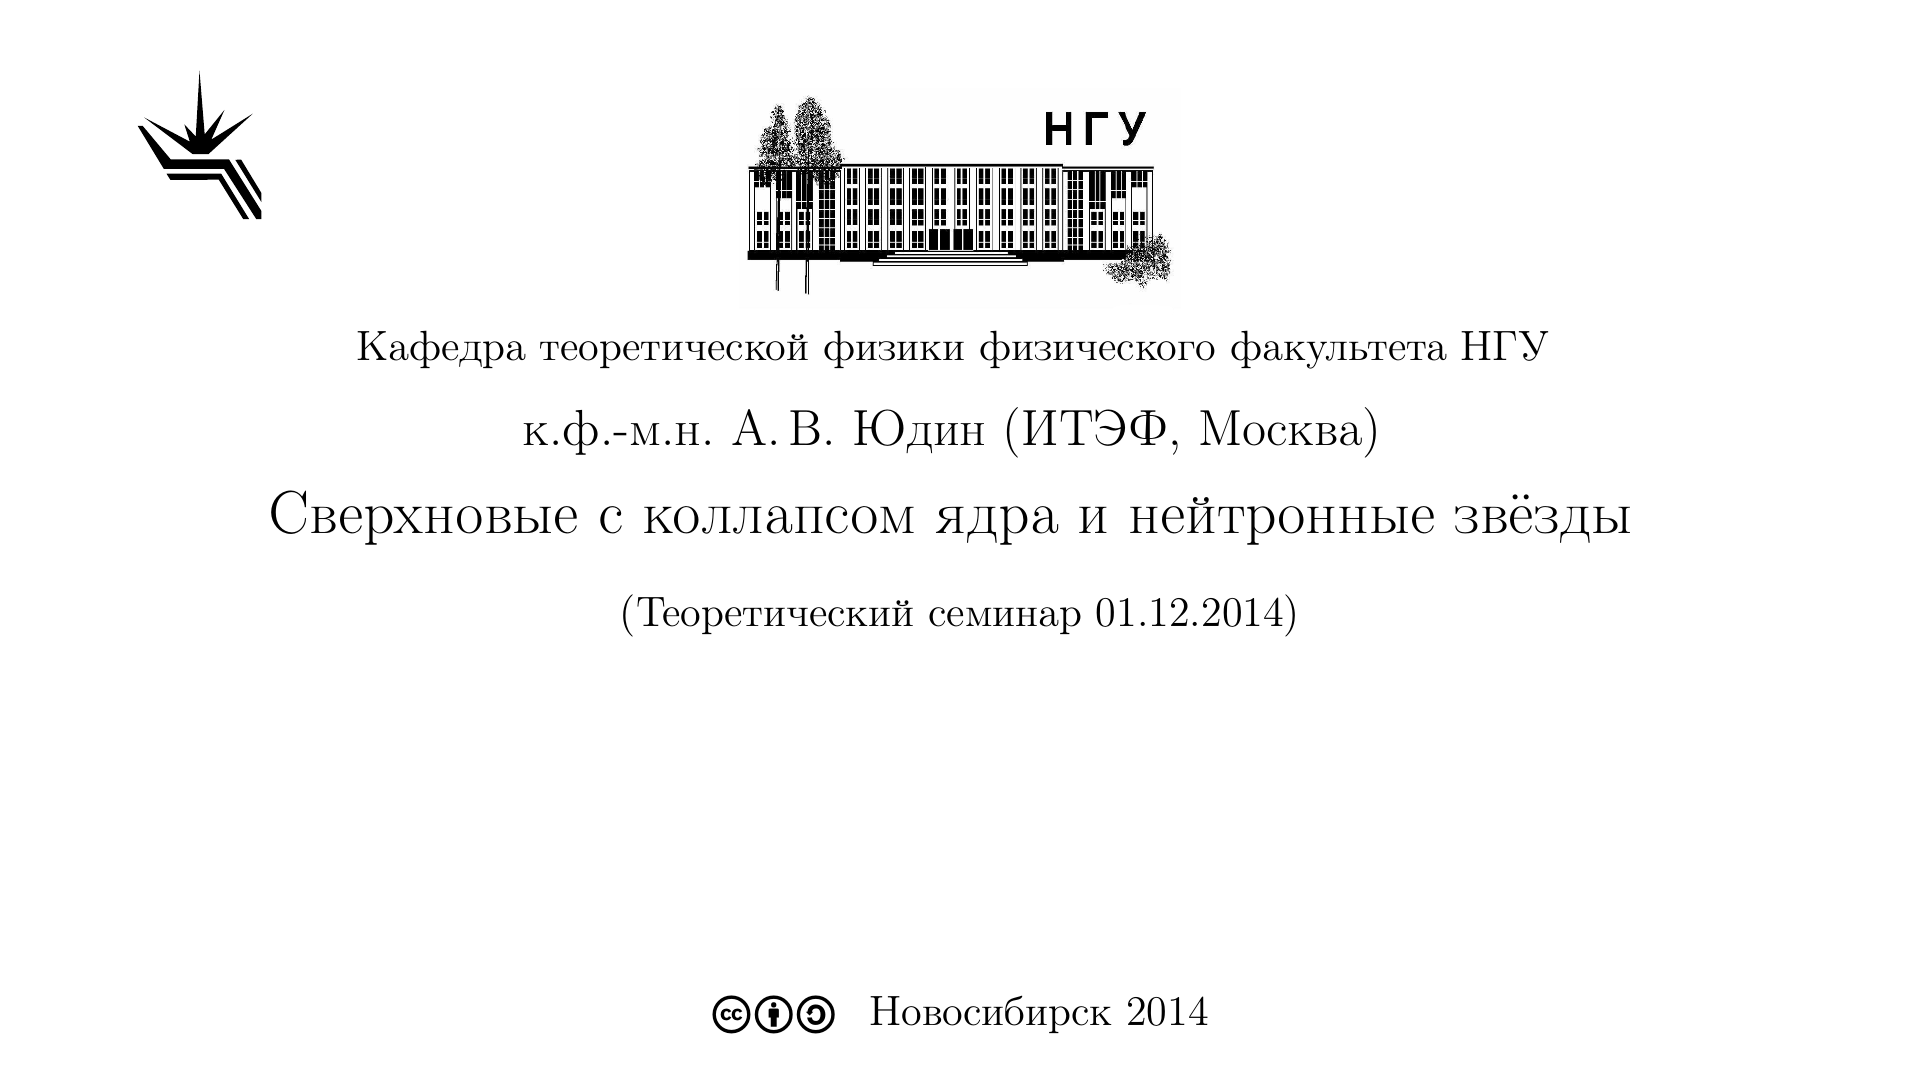 НГУ
Кафедра теоретической физики физического факультета НГУ
к.ф.-м.н. А. В. Юдин (ИТЭФ, Москва)
Сверхновые с коллапсом ядра и нейтронные звёзды
(Теоретический семинар 01.12.2014)
cc Новосибирск 2014